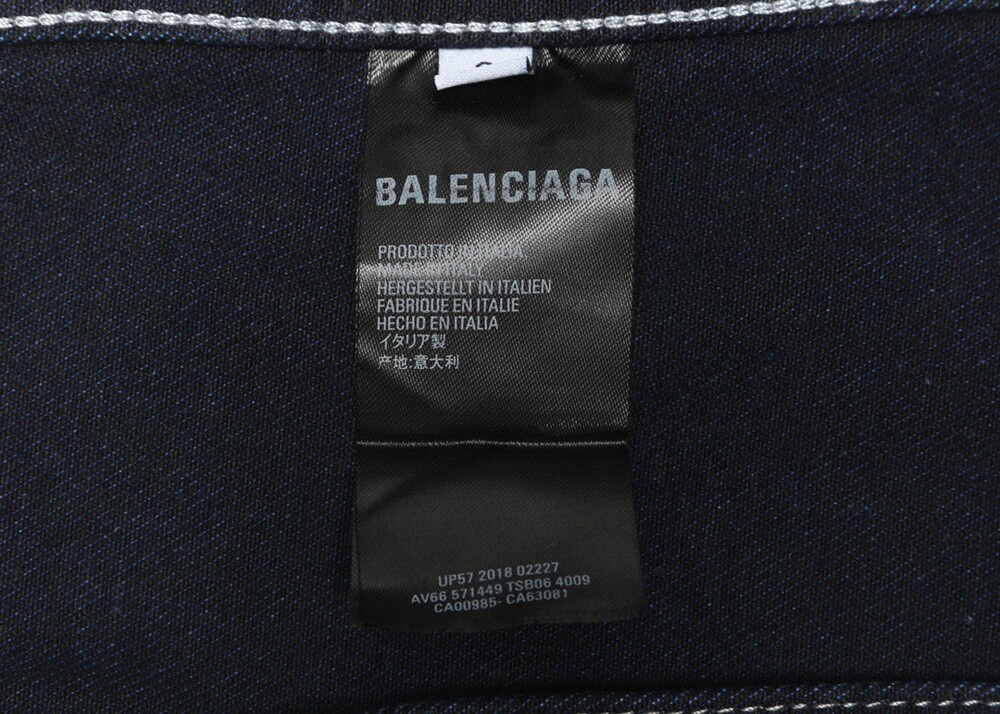 BALENCIAGA
PRODOTTO IN ITALIA
MADE IN ITALY
HERGESTELLT IN ITALIEN
FABRIQUE EN ITALIE
HECHO EN ITALIA
イタリア製
产地:意大利
UP57 2018 02227
AV66 571449 TSB06 4009
CA00985- CA63081